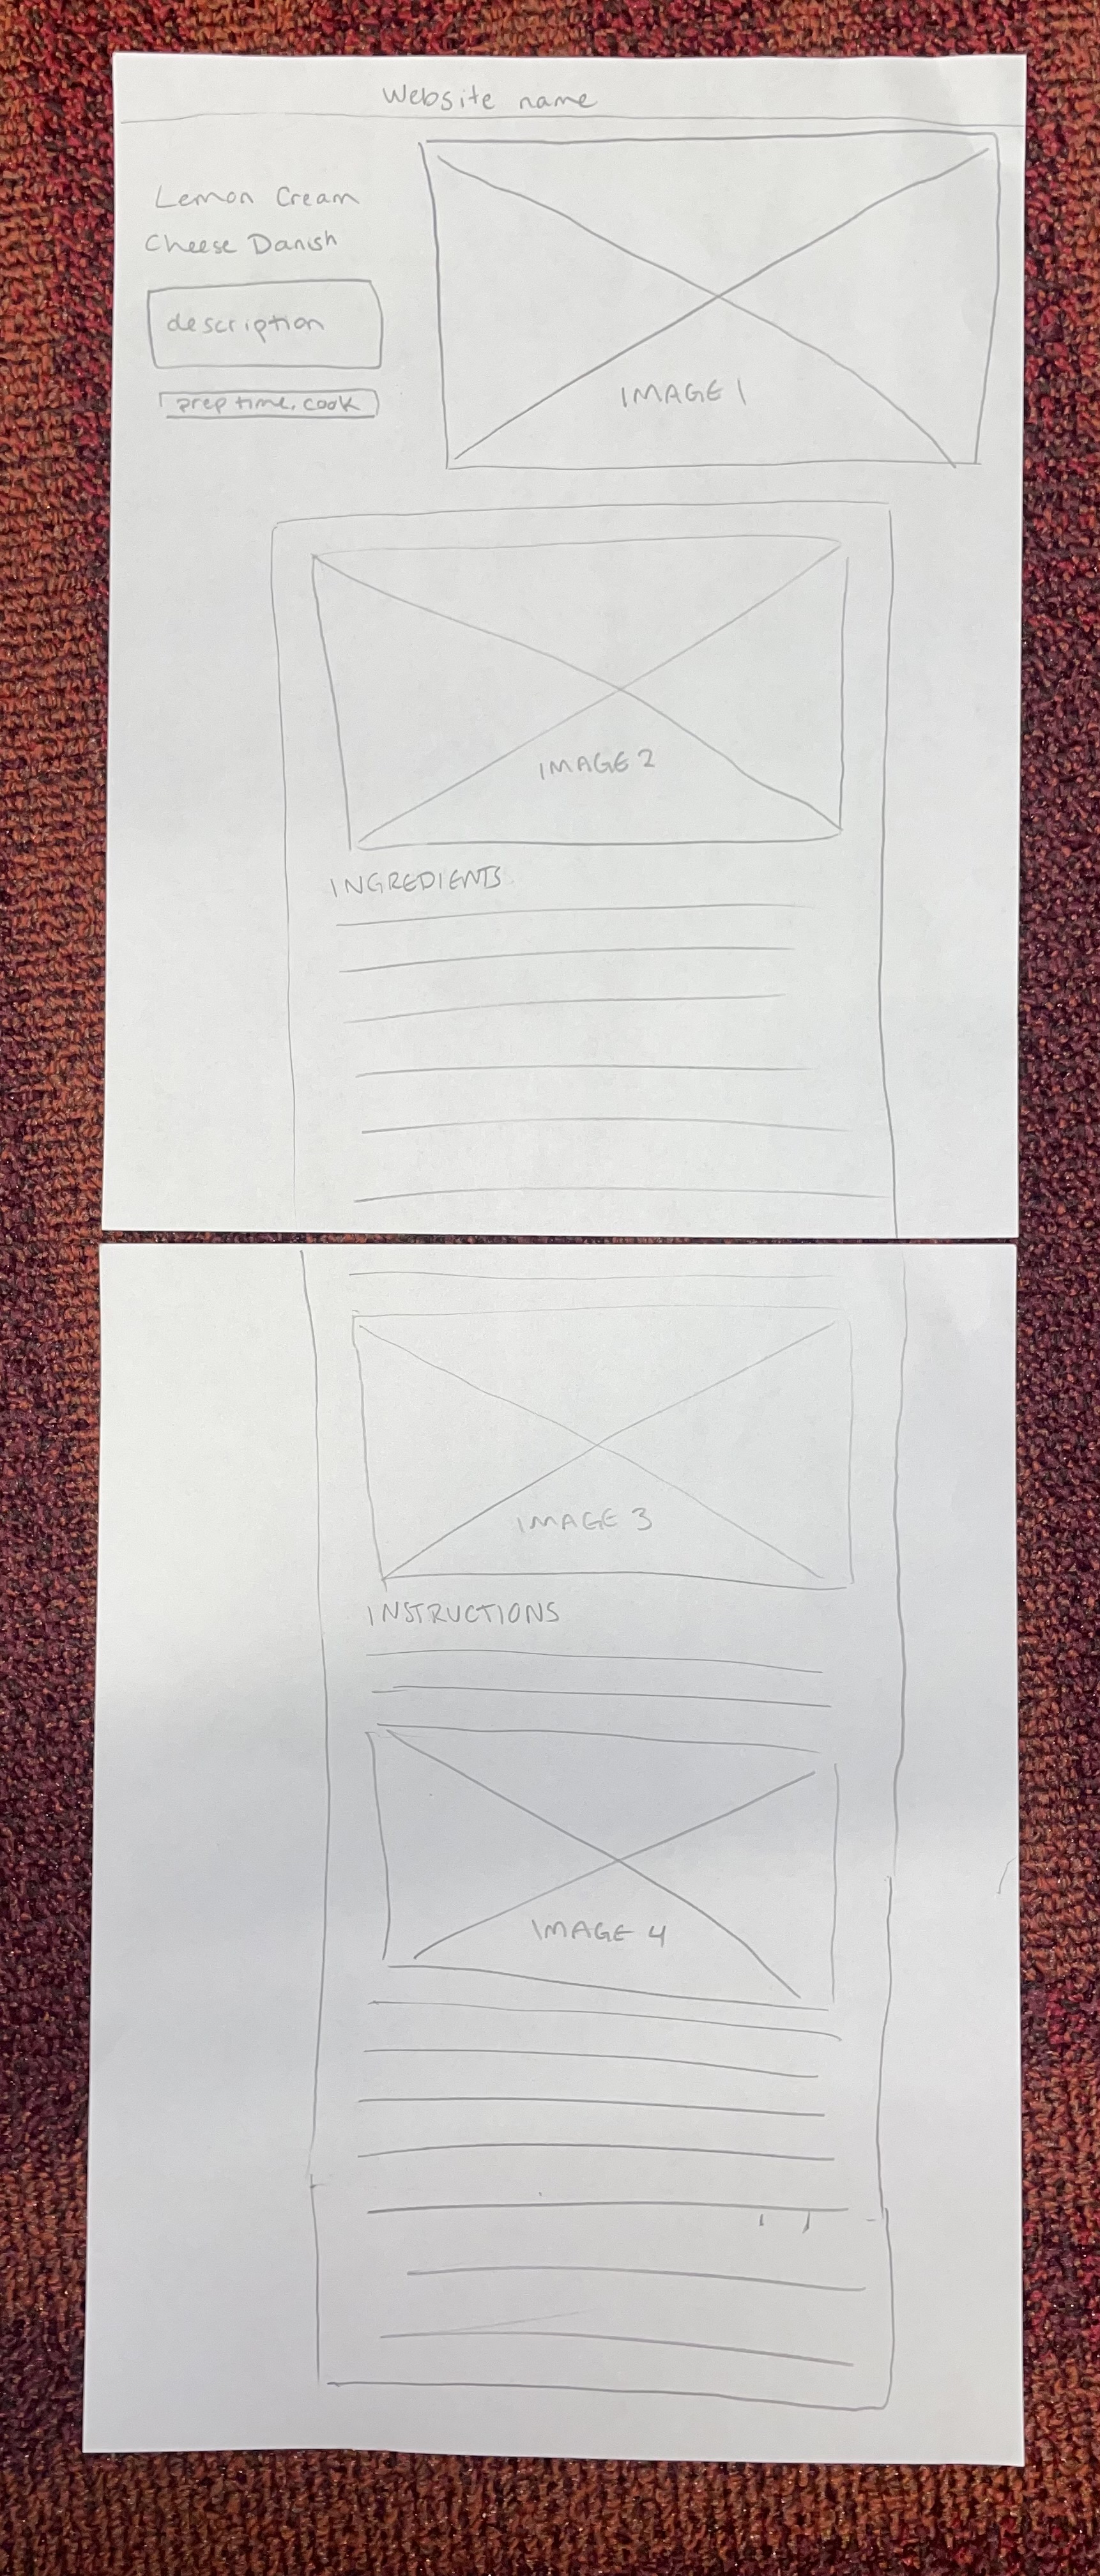 Website name
Lemon Cream
Cheese Danish
description
prep time, cook
IMAGE 1
IMAGE 2
INGREDIENTS
IMAGE 3
INSTRUCTIONS
IMAGE 4